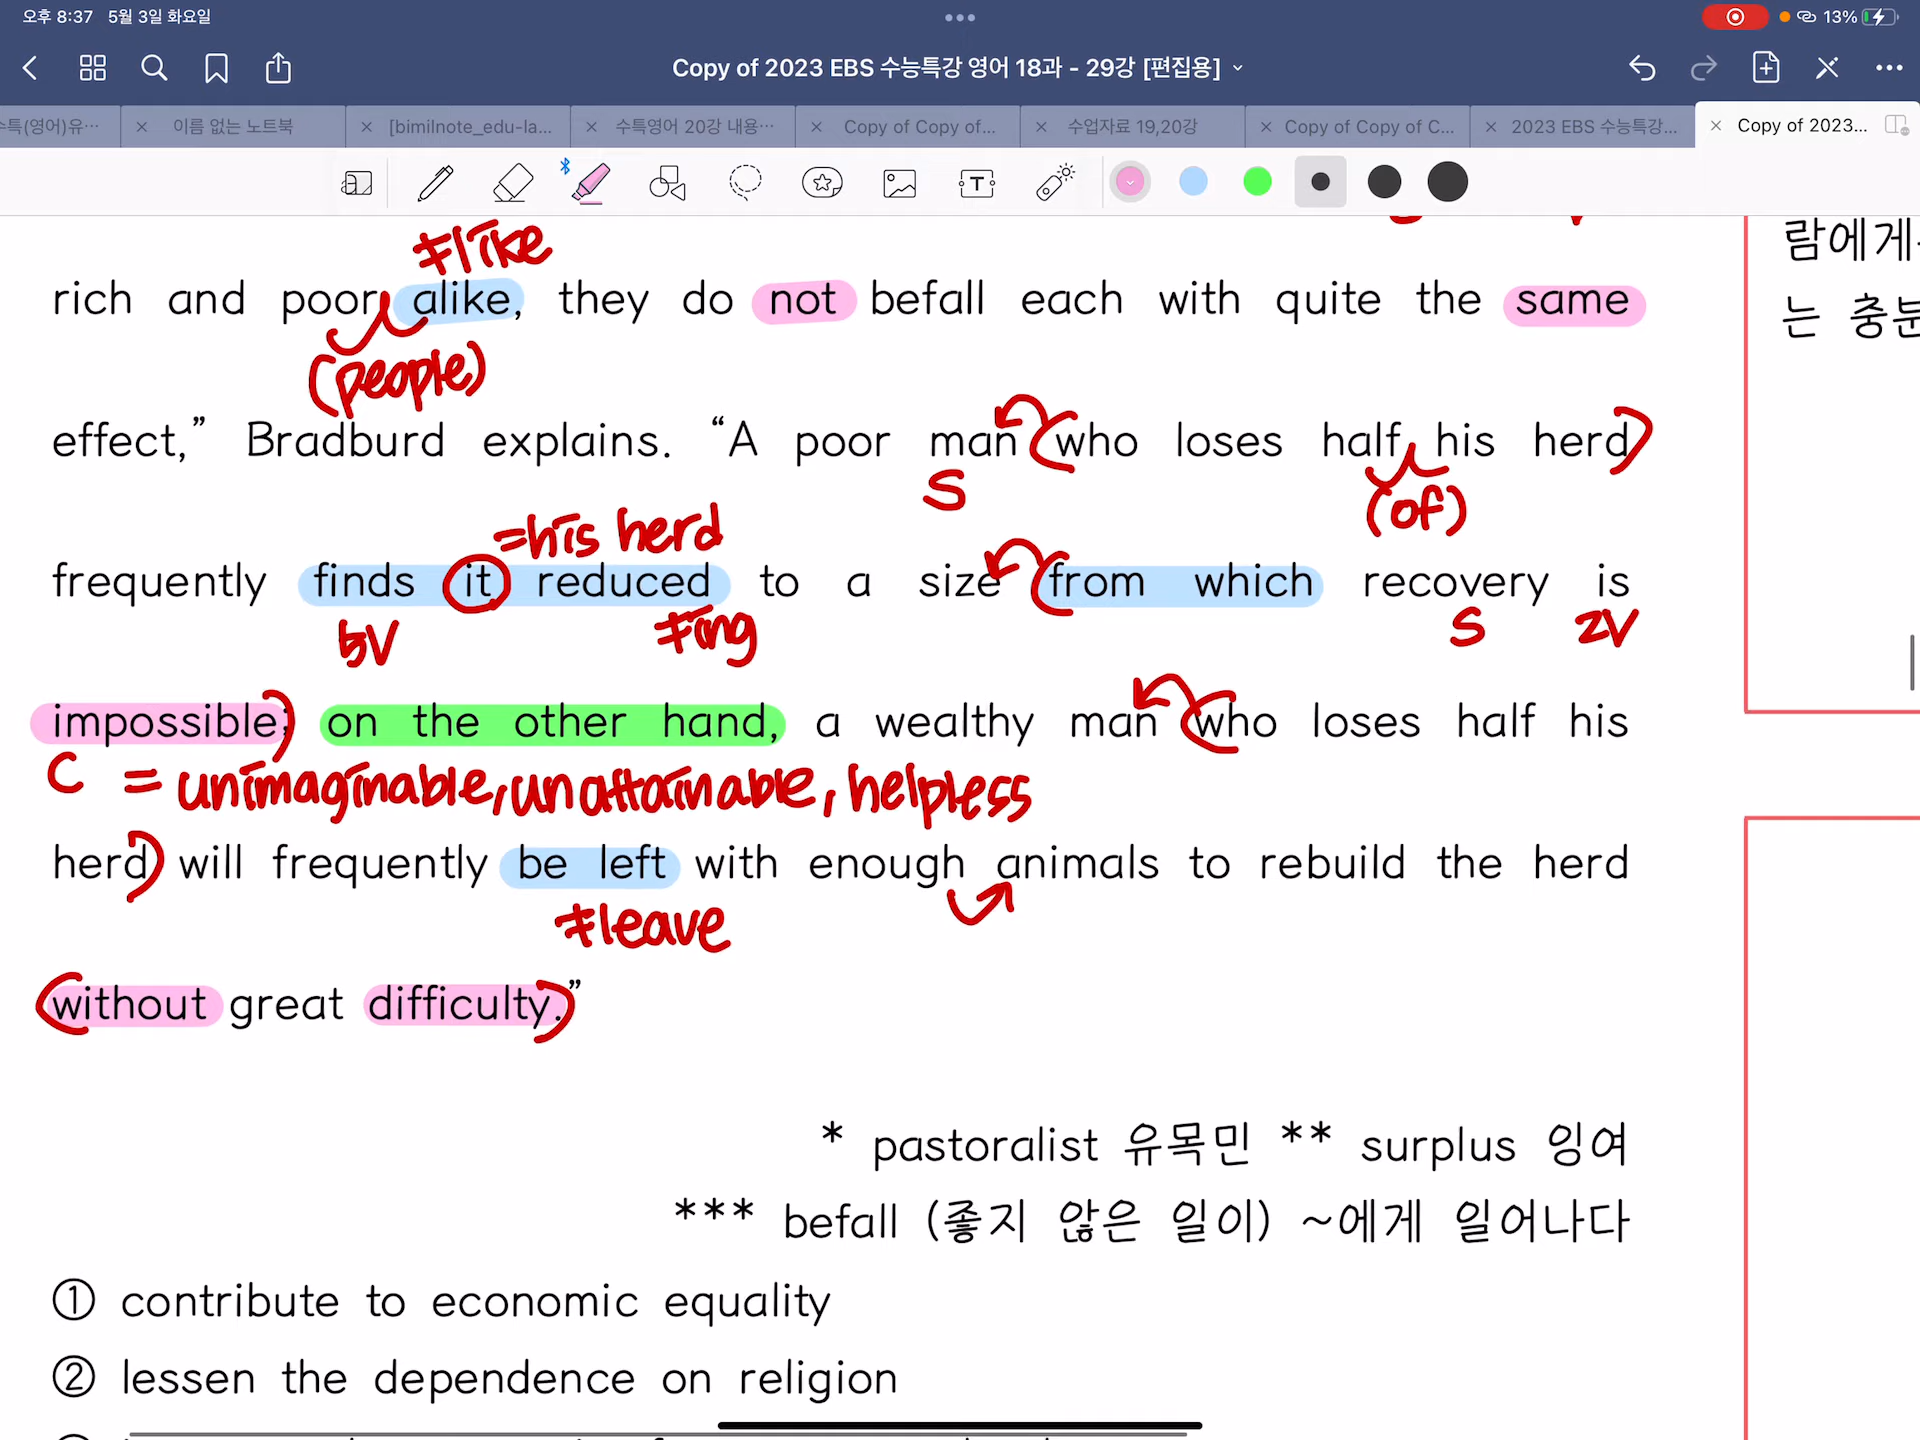 오후 8:37 5월 3일 화요일
13%
Copy of 2023 EBS 수능특강 영어 18과 - 29강 [편집용]
특(영어)유… 이름 없는 노트북 [bimilnote_edu-la... 수특영어 20강 내용… Copy of Copy of... 수업자료 19,20강 Copy of Copy of C... 2023 EBS 수능특강... Copy of 2023...
≠like
rich and poor alike, they do not befall each with quite the same
(people)
effect,” Bradburd explains. “A poor man who loses half his herd
S (of)
=his herd
frequently finds it reduced to a size from which recovery is
5V ≠ing S 2V
impossible; on the other hand, a wealthy man who loses half his
C = unimaginable, unattainable, helpless
herd will frequently be left with enough animals to rebuild the herd
≠leave
without great difficulty.”
* pastoralist 유목민 ** surplus 잉여
*** befall (좋지 않은 일이) ~에게 일어나다
① contribute to economic equality
② lessen the dependence on religion
람에게
는 충분